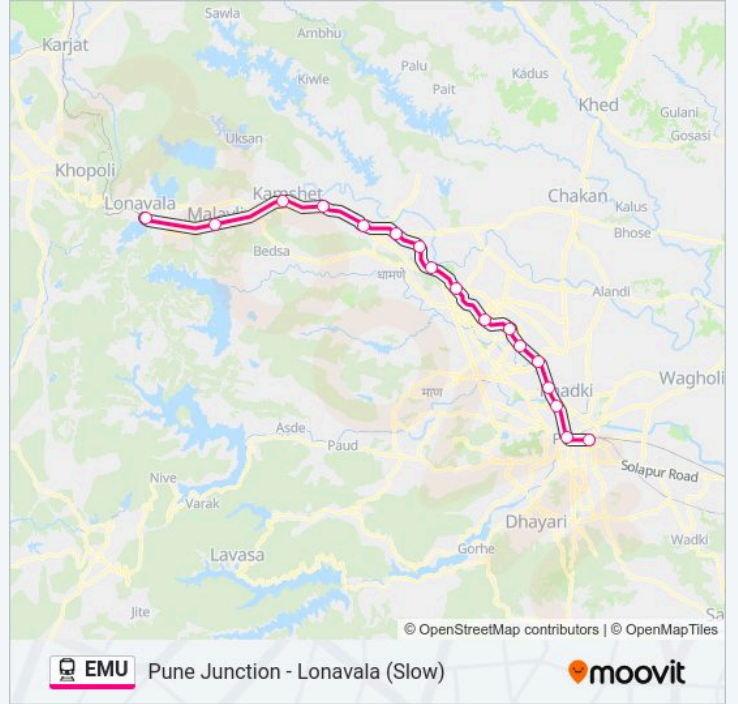 Sawla
Ambhu
Karjat
Palu
Kādus
Kiwle
Pait
Khed
Gulani
Gosasi
Uksan
Khopoli
Kamshet
Chakan
Lonavala
Kalus
Bhose
Bedsa
धामणे
Alandi
Wagholi
माण
Asde
Paud
Solapur Road
Nive
Varak
Dhayari
Wadki
Gorhe
Lavasa
Jite
© OpenStreetMap contributors | © OpenMapTiles
EMU Pune Junction - Lonavala (Slow) moovit